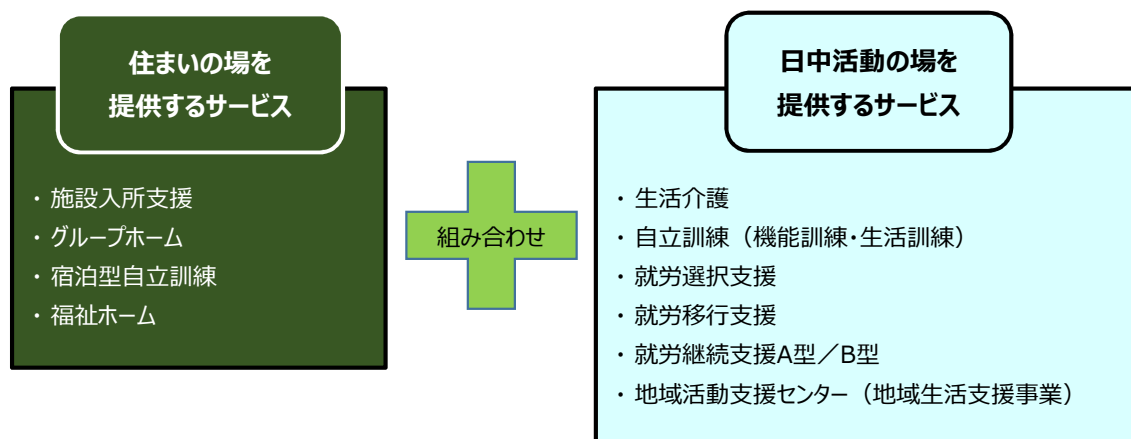 住まいの場を
提供するサービス
・施設入所支援
・グループホーム
・宿泊型自立訓練
・福祉ホーム
組み合わせ
日中活動の場を
提供するサービス
・生活介護
・自立訓練（機能訓練・生活訓練）
・就労選択支援
・就労移行支援
・就労継続支援A型／B型
・地域活動支援センター（地域生活支援事業）